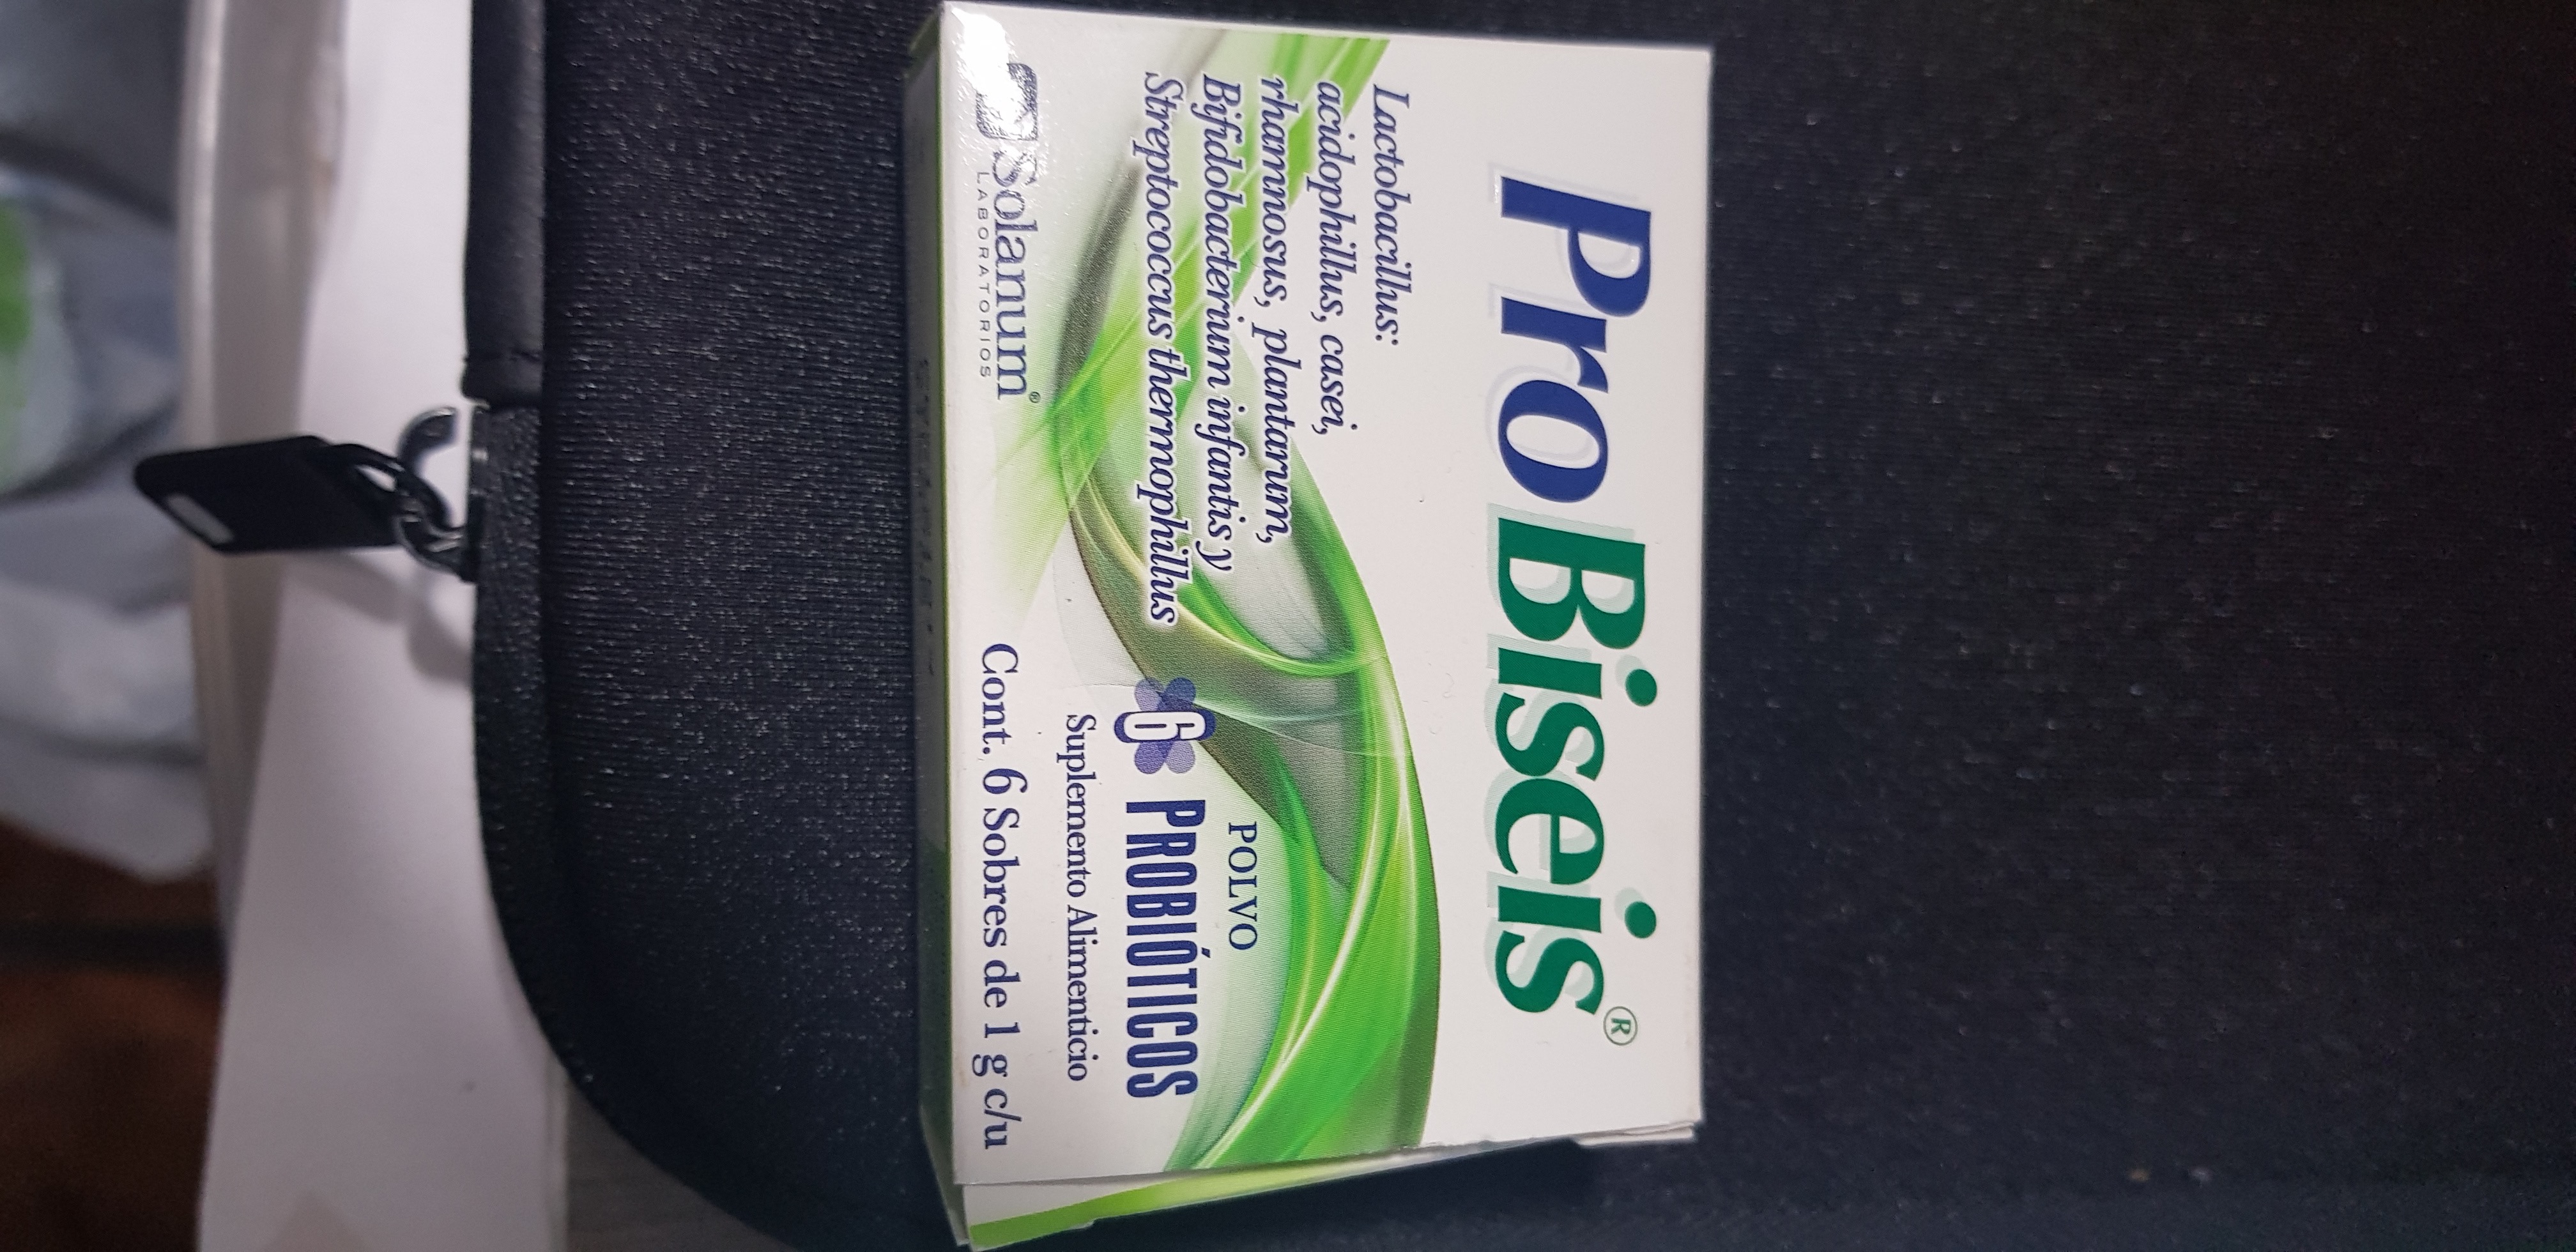 ProBiseis®
Lactobacillus:
acidophillus, casei,
rhamnosus, plantarum,
Bifidobacterium infantis y
Streptococcus thermophillus
POLVO
6 PROBIÓTICOS
Suplemento Alimenticio
Solanum®
LABORATORIOS
Cont. 6 Sobres de 1 g c/u